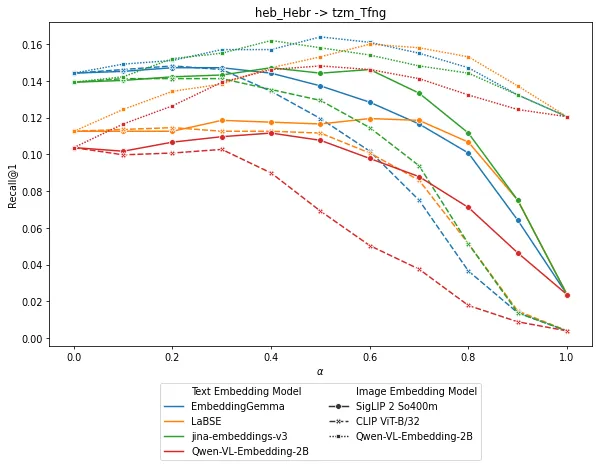 heb_Hebr -> tzm_Tfng
Recall@1
0.16
0.14
0.12
0.10
0.08
0.06
0.04
0.02
0.00
0.0 0.2 0.4 0.6 0.8 1.0
α
Text Embedding Model Image Embedding Model
EmbeddingGemma SigLIP 2 So400m
LaBSE CLIP ViT-B/32
jina-embeddings-v3 Qwen-VL-Embedding-2B
Qwen-VL-Embedding-2B